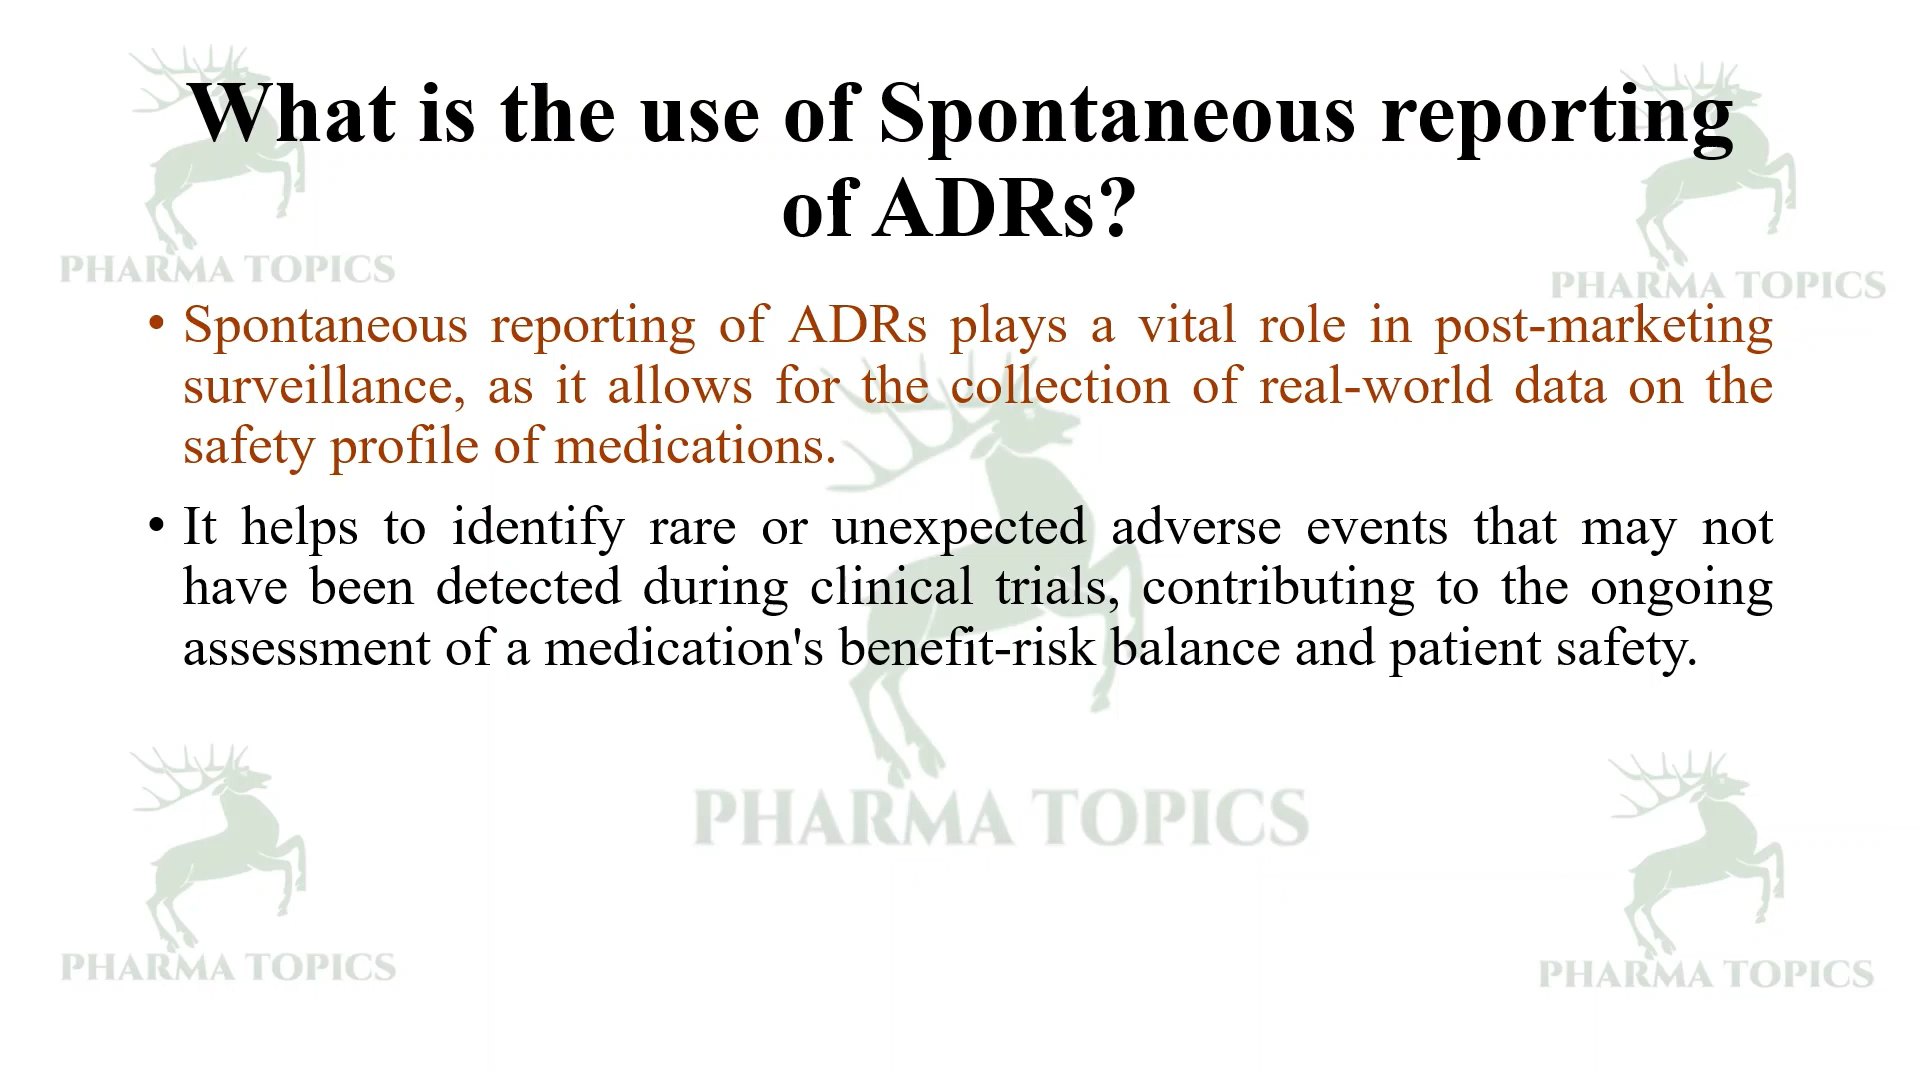 What is the use of Spontaneous reporting
of ADRs?
PHARMA TOPICS
PHARMA TOPICS
• Spontaneous reporting of ADRs plays a vital role in post-marketing
surveillance, as it allows for the collection of real-world data on the
safety profile of medications.
• It helps to identify rare or unexpected adverse events that may not
have been detected during clinical trials, contributing to the ongoing
assessment of a medication's benefit-risk balance and patient safety.
PHARMA TOPICS
PHARMA TOPICS
PHARMA TOPICS